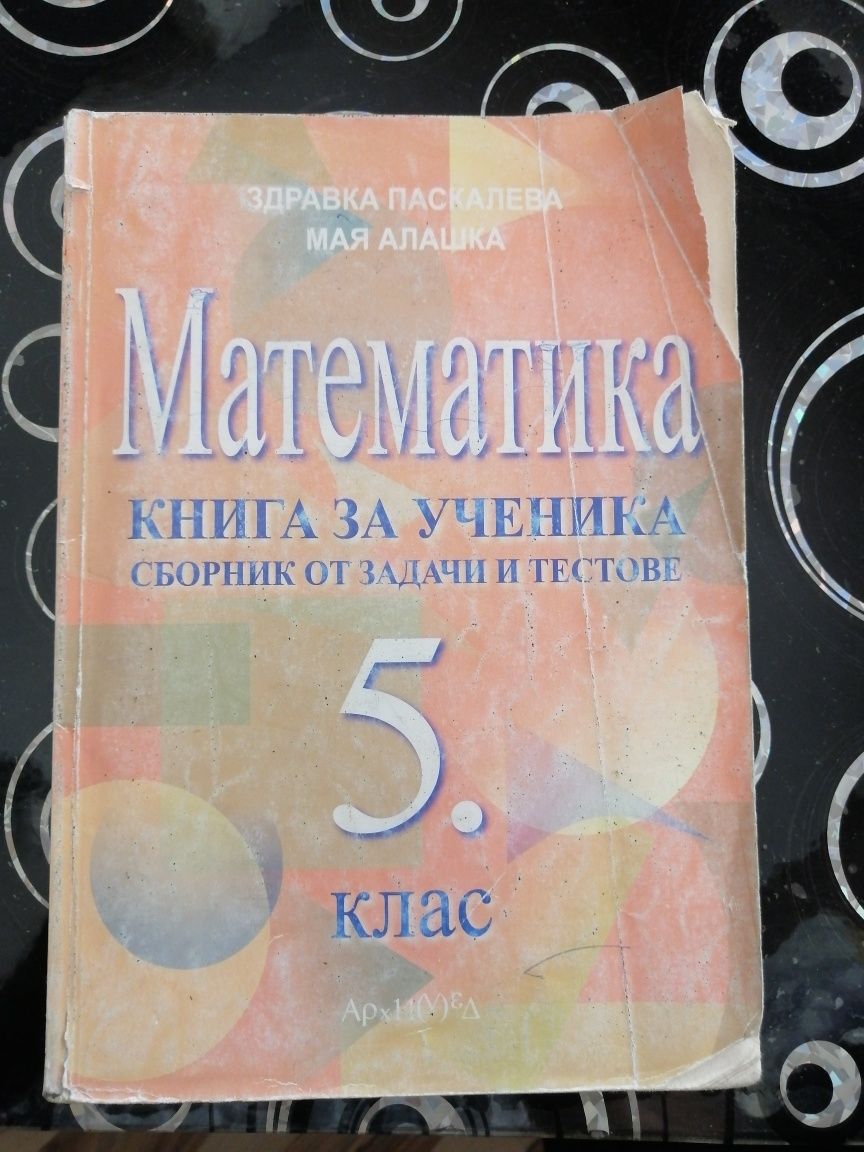 ЗДРАВКА ПАСКАЛЕВА
МАЯ АЛАШКА
Математика
КНИГА ЗА УЧЕНИКА
СБОРНИК ОТ ЗАДАЧИ И ТЕСТОВЕ
5.
клас